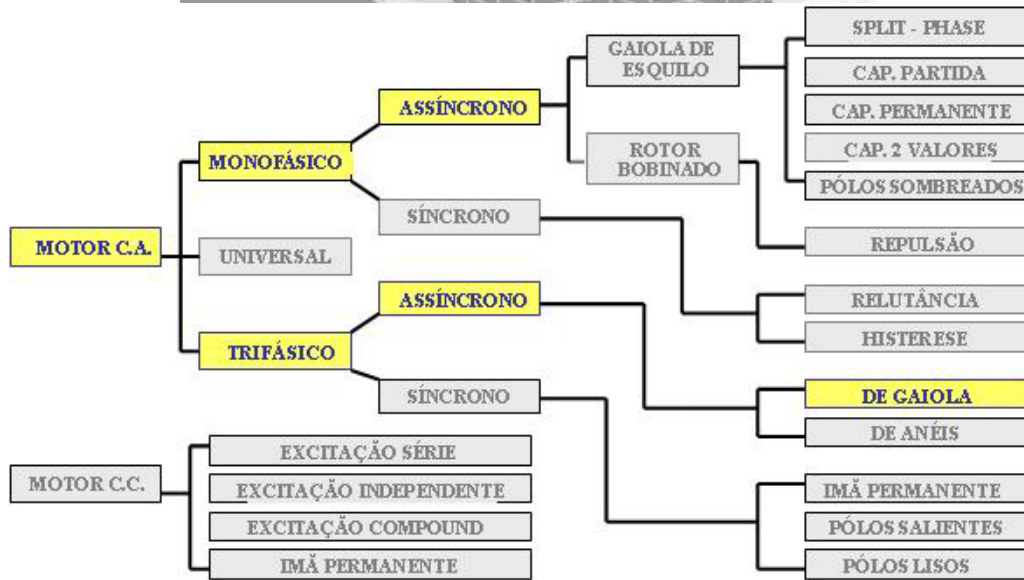 SPLIT - PHASE
GAIOLA DE
ESQUILO
CAP. PARTIDA
ASSÍNCRONO
CAP. PERMANENTE
MONOFÁSICO
ROTOR
BOBINADO
CAP. 2 VALORES
PÓLOS SOMBREADOS
SÍNCRONO
MOTOR C.A.
UNIVERSAL
REPULSÃO
ASSÍNCRONO
RELUTÂNCIA
HISTERESE
TRIFÁSICO
SÍNCRONO
DE GAIOLA
DE ANÉIS
MOTOR C.C.
EXCITAÇÃO SÉRIE
EXCITAÇÃO INDEPENDENTE
EXCITAÇÃO COMPOUND
IMÃ PERMANENTE
IMÃ PERMANENTE
PÓLOS SALIENTES
PÓLOS LISOS